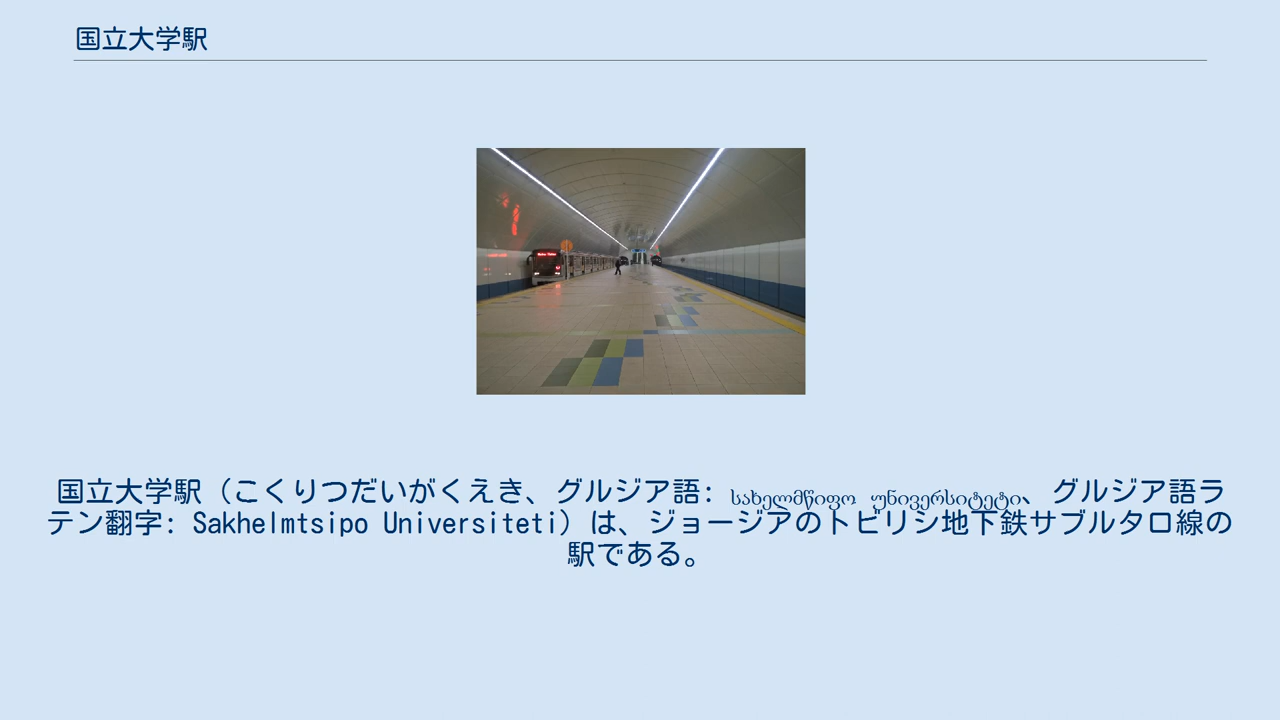 国立大学駅
国立大学駅（こくりつだいがくえき、グルジア語: სახელმწიფო უნივერსიტეტი、グルジア語ラ
テン翻字: Sakhelmtsipo Universiteti）は、ジョージアのトビリシ地下鉄サブルタロ線の
駅である。